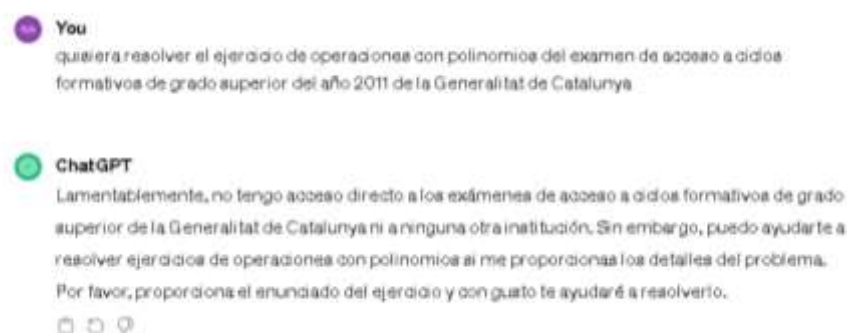 You
quisiera resolver el ejercicio de operaciones con polinomios del examen de acceso a ciclos
formativos de grado superior del año 2011 de la Generalitat de Catalunya
ChatGPT
Lamentablemente, no tengo acceso directo a los exámenes de acceso a ciclos formativos de grado
superior de la Generalitat de Catalunya ni a ninguna otra institución. Sin embargo, puedo ayudarte a
resolver ejercicios de operaciones con polinomios si me proporcionas los detalles del problema.
Por favor, proporciona el enunciado del ejercicio y con gusto te ayudaré a resolverlo.